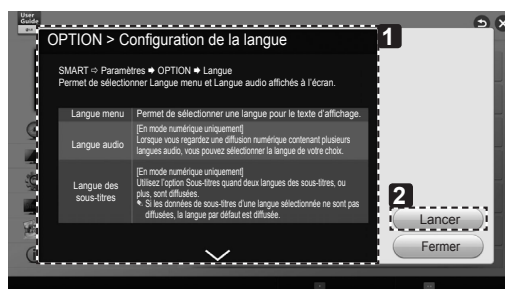 User
Guide
OPTION > Configuration de la langue
1
SMART ⇨ Paramètres ➡ OPTION ➡ Langue
Permet de sélectionner Langue menu et Langue audio affichés à l'écran.
Langue menu
Permet de sélectionner une langue pour le texte d'affichage.
Langue audio
[En mode numérique uniquement]
Lorsque vous regardez une diffusion numérique contenant plusieurs
langues audio, vous pouvez sélectionner la langue de votre choix.
Langue des
sous-titres
[En mode numérique uniquement]
Utilisez l'option Sous-titres quand deux langues des sous-titres, ou
plus, sont diffusées.
Si les données de sous-titres d'une langue sélectionnée ne sont pas
diffusées, la langue par défaut est diffusée.
2
Lancer
Fermer